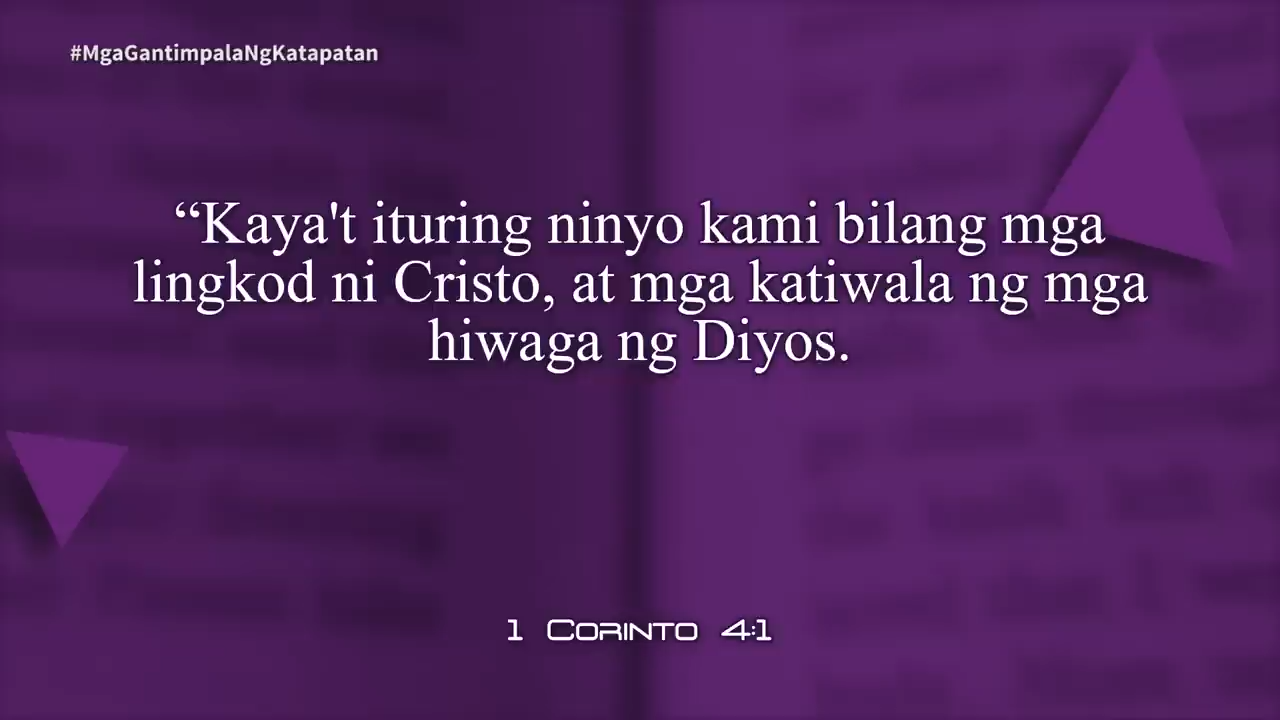 #MgaGantimpalaNgKatapatan
“Kaya't ituring ninyo kami bilang mga
lingkod ni Cristo, at mga katiwala ng mga
hiwaga ng Diyos.
1 Corinto 4:1